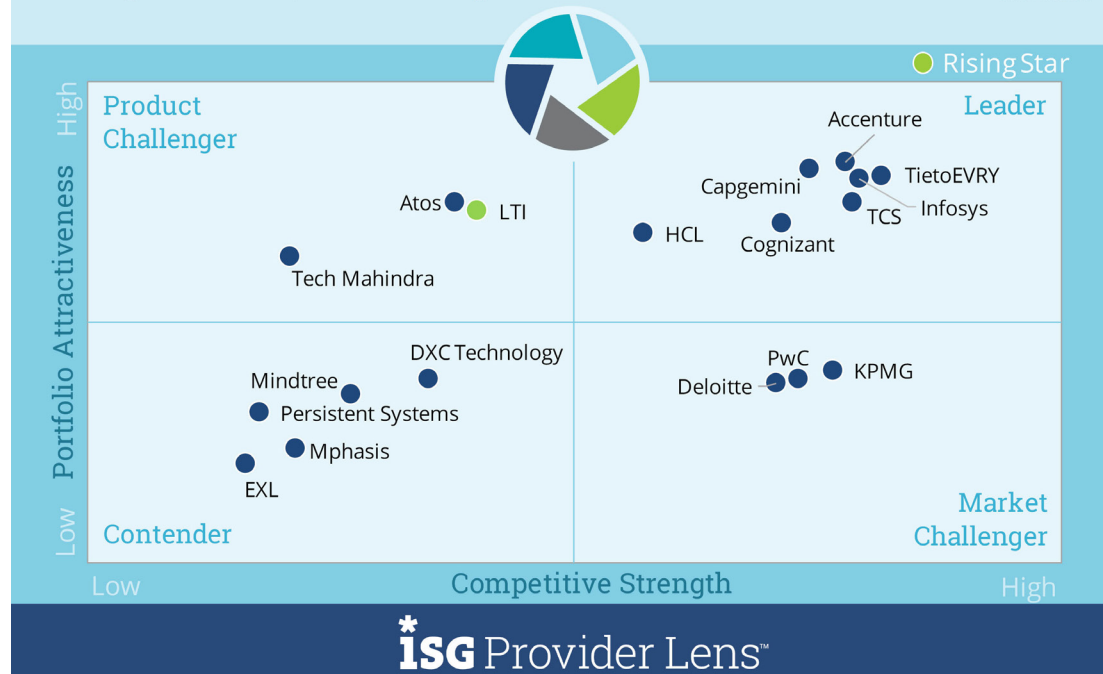 Rising Star
High
Product
Challenger
Leader
Accenture
Capgemini
TietoEVRY
Infosys
TCS
Atos
LTI
HCL
Cognizant
Tech Mahindra
Portfolio Attractiveness
DXC Technology
Mindtree
Persistent Systems
Mphasis
EXL
PwC
Deloitte
KPMG
Low
Contender
Market
Challenger
Low
Competitive Strength
High
*ISG Provider Lens™